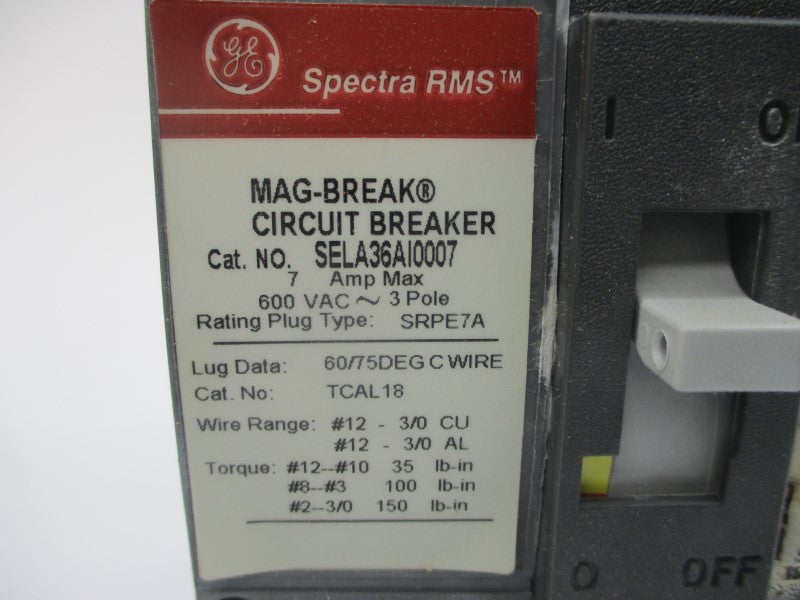 GE
Spectra RMS™
MAG-BREAK®
CIRCUIT BREAKER
Cat. NO. SELA36AI0007
7 Amp Max
600 VAC ~ 3 Pole
Rating Plug Type: SRPE7A
Lug Data: 60/75DEG C WIRE
Cat. No: TCAL18
Wire Range: #12 - 3/0 CU
#12 - 3/0 AL
Torque: #12--#10 35 lb-in
#8--#3 100 lb-in
#2--3/0 150 lb-in
I
O OFF